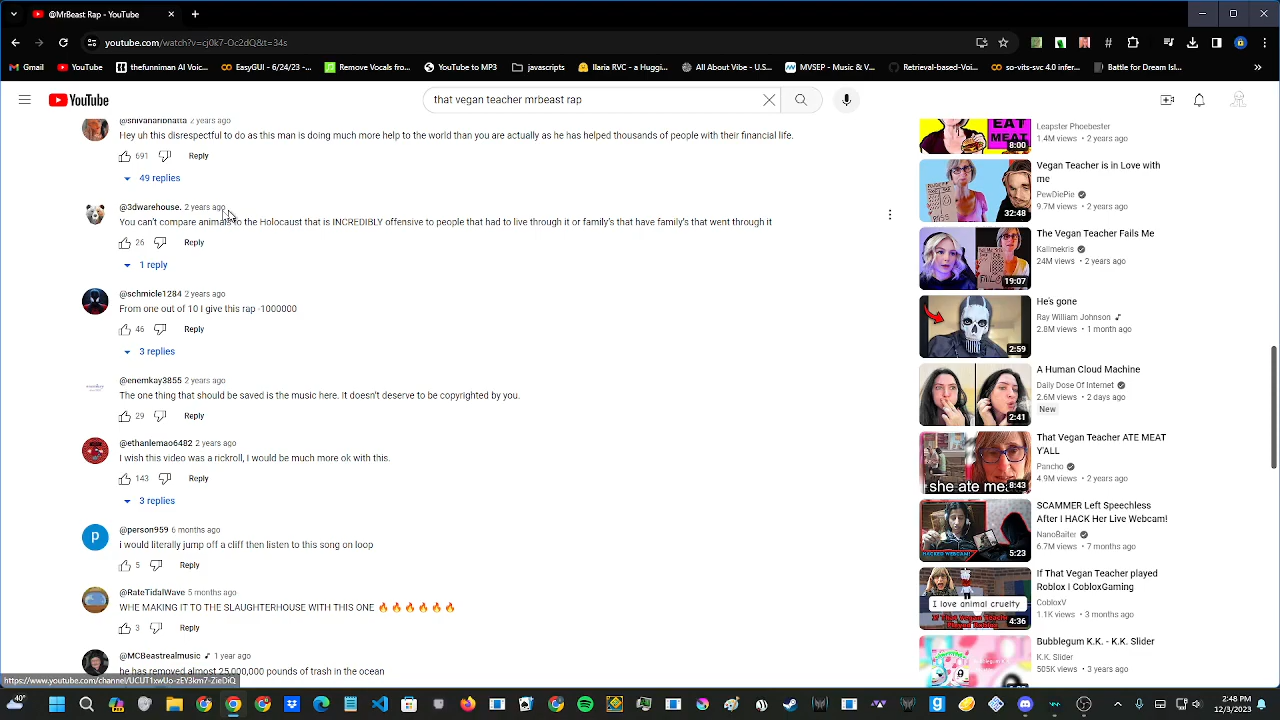 @MrBeast Rap - YouTube
youtube.com/watch?v=cj0k7-Oc2dQ&t=34s
Gmail
YouTube
thefunniman AI Voic...
EasyGUI - 6/24/23 -...
Remove Vocals fro...
YouTube to MP3
javascripts
Ilaria RVC - a Huggi...
All About Vibe - U.S...
MVSEP - Music & V...
Retrieval-based-Voi...
so-vits-svc 4.0 infer...
Battle for Dream Isl...
YouTube
that vegan teacher mrbeast rap
@shivanaribhatta 2 years ago
Hey uh this disrespectful to do as this man is doing more help to the world than you are actually as he has helped thousands of people with thrir financial life.
691 Reply
49 replies
@3dwarehouse. 2 years ago
You can't compare animals to the Holocaust that is INCREDIBLY offensive to people that had to live through it or family's that have family's that went through it
26 Reply
1 reply
@schmicle1284 2 years ago
From one out of 10 I give this rap -1000000
46 Reply
3 replies
@enemkay3855 2 years ago
The one thing that should be saved is the music here. It doesn't deserve to be copyrighted by you.
29 Reply
@ethanlemao6482 2 years ago
I wish this video was a rickroll, I would be much more ok with this.
143 Reply
3 replies
p
@person959 6 months ago
i would literally jump off a cliff then listen to this song on loop
5 Reply
@RateTidalWave 5 months ago
WHE MAKING IT TO THE SLAUGHTERHOUSE WITH THIS ONE 🔥🔥🔥🔥🔥🔥
3 Reply
@MCBeastrealmusic 1 year ago
he has removed almost 25,000,000 pounds of trash in the ocean
EAT
MEAT
8:00
Leapster Phoebester
1.4M views • 2 years ago
32:48
Vegan Teacher is in Love with
me
PewDiePie
9.7M views • 2 years ago
19:07
The Vegan Teacher Fails Me
Kallmekris
24M views • 2 years ago
2:59
He's gone
Ray William Johnson
2.8M views • 1 month ago
2:41
A Human Cloud Machine
Daily Dose Of Internet
2.6M views • 2 days ago
New
she ate me
8:43
That Vegan Teacher ATE MEAT
Y'ALL
Pancho
4.9M views • 2 years ago
HACKED WEBCAM!
5:23
SCAMMER Left Speechless
After I HACK Her Live Webcam!
NanoBaiter
6.7M views • 7 months ago
I love animal cruelty
4:36
If That Vegan Teacher played
Roblox I CobloxV
CobloxV
1.1K views • 3 months ago
Bubblegum K.K. - K.K. Slider
K.K. Slider
505K views • 3 years ago
-40°
2:48 PM
12/3/2023